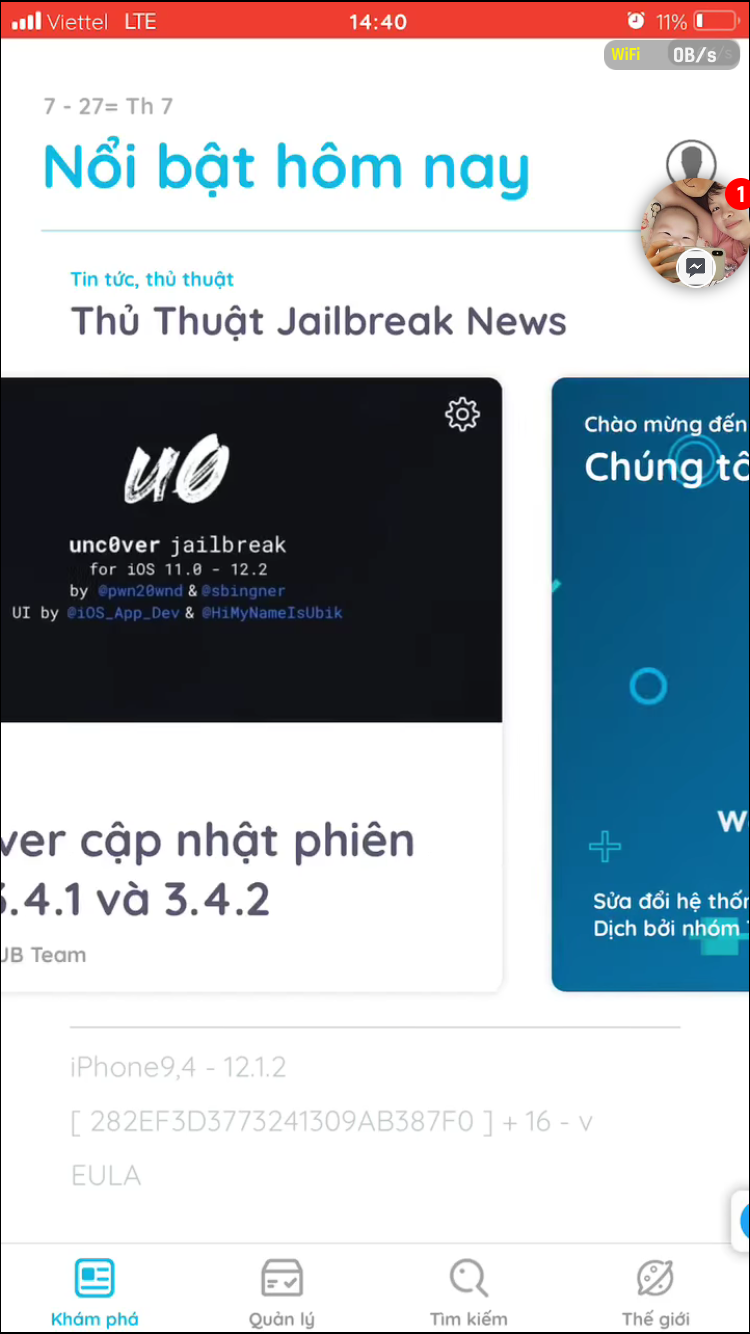 Viettel LTE 14:40 11%
WiFi 0B/s
7 - 27= Th 7
Nổi bật hôm nay
1
Tin tức, thủ thuật
Thủ Thuật Jailbreak News
u0
unc0ver jailbreak
for iOS 11.0 - 12.2
by @pwn20wnd & @sbingner
UI by @iOS_App_Dev & @HiMyNameIsUbik
ver cập nhật phiên
3.4.1 và 3.4.2
JB Team
Chào mừng đến
Chúng tô
W
Sửa đổi hệ thốn
Dịch bởi nhóm
iPhone9,4 - 12.1.2
[ 282EF3D3773241309AB387F0 ] + 16 - v
EULA
Khám phá
Quản lý
Tìm kiếm
Thế giới